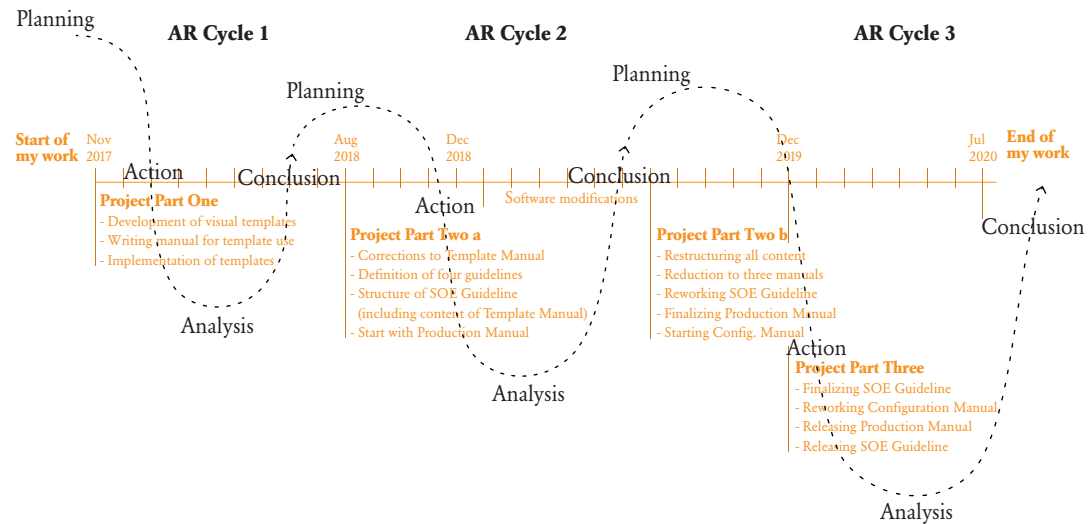 Planning
AR Cycle 1
AR Cycle 2
AR Cycle 3
Planning
Planning
Start of
my work
Nov
2017
Aug
2018
Dec
2018
Dec
2019
Jul
2020
End of
my work
Action
Conclusion
Action
Conclusion
Software modifications
Conclusion
Project Part One
- Development of visual templates
- Writing manual for template use
- Implementation of templates
Analysis
Project Part Two a
- Corrections to Template Manual
- Definition of four guidelines
- Structure of SOE Guideline
(including content of Template Manual)
- Start with Production Manual
Analysis
Project Part Two b
- Restructuring all content
- Reduction to three manuals
- Reworking SOE Guideline
- Finalizing Production Manual
- Starting Config. Manual
Action
Project Part Three
- Finalizing SOE Guideline
- Reworking Configuration Manual
- Releasing Production Manual
- Releasing SOE Guideline
Analysis